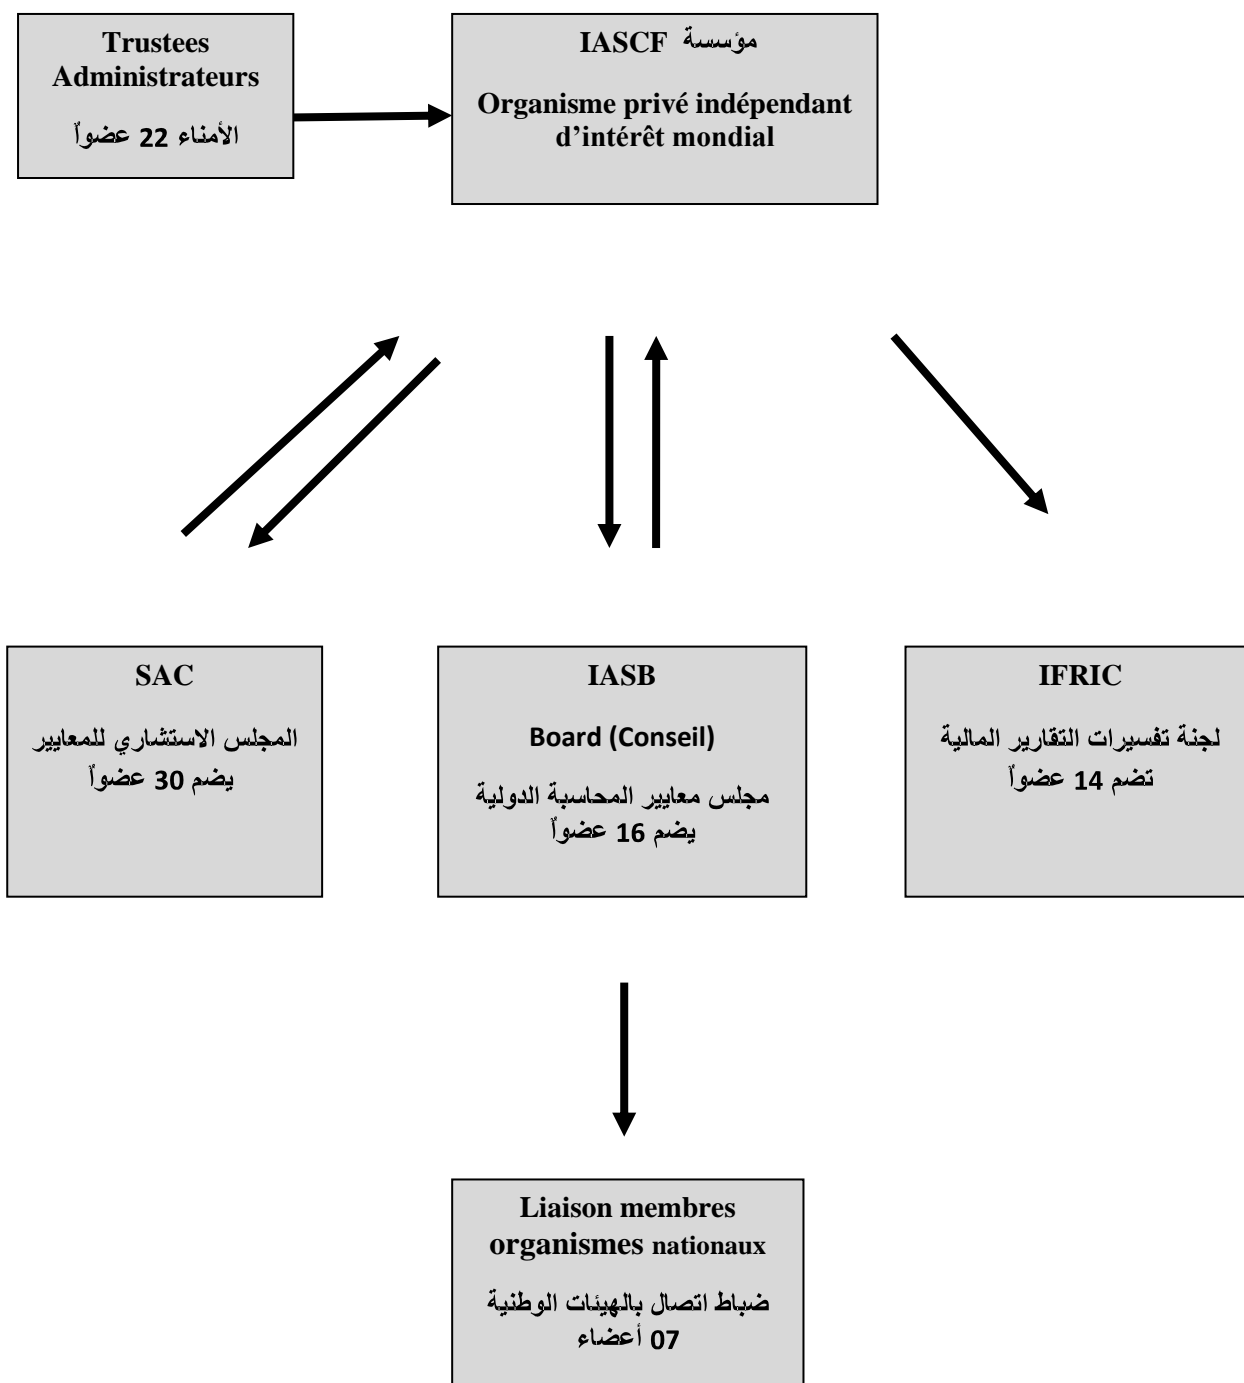 Trustees
Administrateurs
الأمناء 22 عضواً
مؤسسة IASCF
Organisme privé indépendant
d’intérêt mondial
SAC
المجلس الاستشاري للمعايير
يضم 30 عضواً
IASB
Board (Conseil)
مجلس معايير المحاسبة الدولية
يضم 16 عضواً
IFRIC
لجنة تفسيرات التقارير المالية
تضم 14 عضواً
Liaison membres
organismes nationaux
ضباط اتصال بالهيئات الوطنية
07 أعضاء